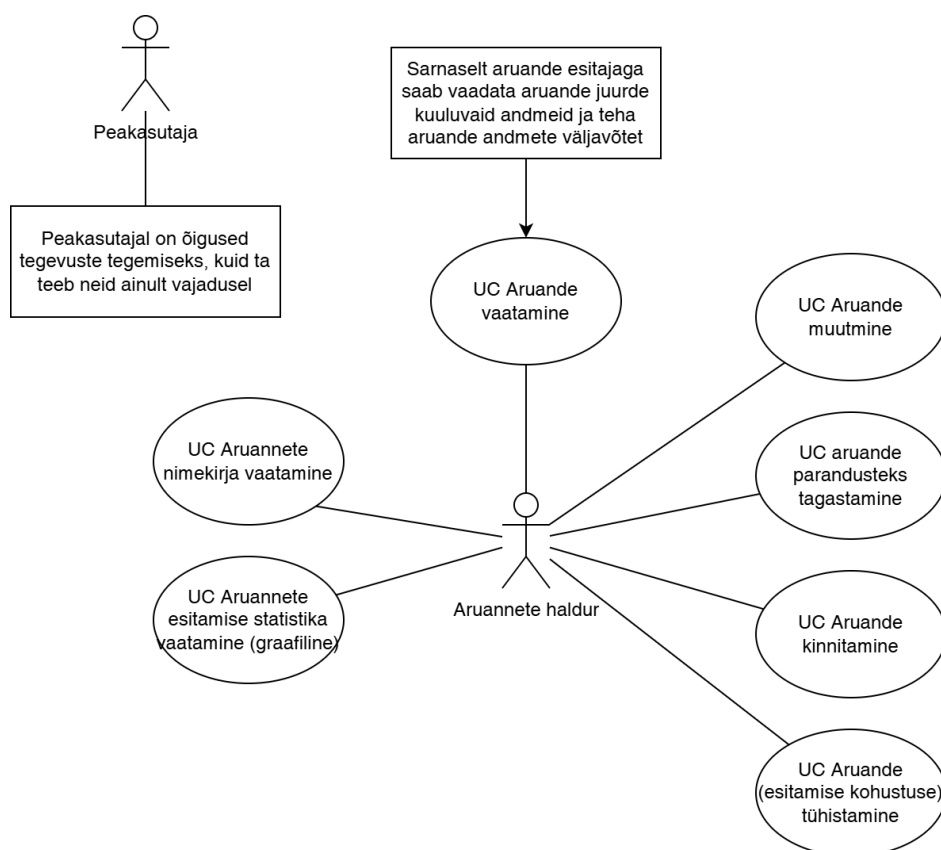 Peakasutaja
Peakasutajal on õigused
tegevuste tegemiseks, kuid ta
teeb neid ainult vajadusel
Sarnaselt aruande esitajaga
saab vaadata aruande juurde
kuuluvaid andmeid ja teha
aruande andmete väljavõtet
UC Aruande
vaatamine
UC Aruande
muutmine
UC Aruannete
nimekirja vaatamine
UC aruande
parandusteks
tagastamine
UC Aruannete
esitamise statistika
vaatamine (graafiline)
Aruannete haldur
UC Aruande
kinnitamine
UC Aruande
(esitamise kohustuse)
tühistamine